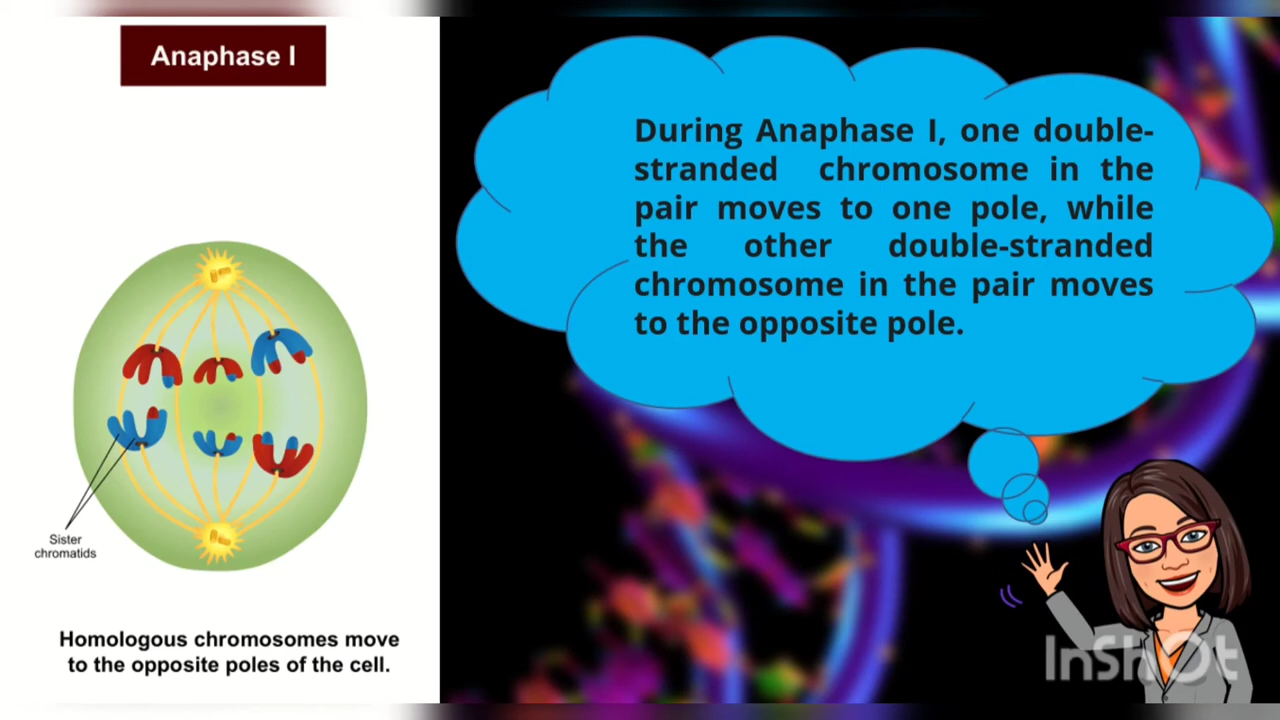 Anaphase I
Sister
chromatids
Homologous chromosomes move
to the opposite poles of the cell.
During Anaphase I, one double-
stranded chromosome in the
pair moves to one pole, while
the other double-stranded
chromosome in the pair moves
to the opposite pole.
InShOt